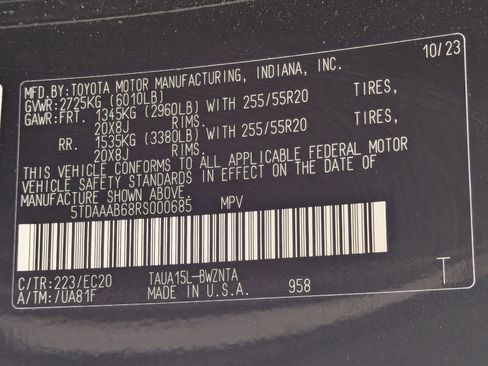 10/23
MFD.BY:TOYOTA MOTOR MANUFACTURING, INDIANA, INC.
GVWR:2725KG (6010LB)
GAWR:FRT. 1345KG (2960LB) WITH 255/55R20 TIRES,
20X8J RIMS.
RR. 1535KG (3380LB) WITH 255/55R20 TIRES,
20X8J RIMS.
THIS VEHICLE CONFORMS TO ALL APPLICABLE FEDERAL MOTOR
VEHICLE SAFETY STANDARDS IN EFFECT ON THE DATE OF
MANUFACTURE SHOWN ABOVE.
5TDAAAB68RS000685 MPV
C/TR:223/EC20 TAUA15L-BWZNTA
A/TM:/UA81F MADE IN U.S.A. 958 T